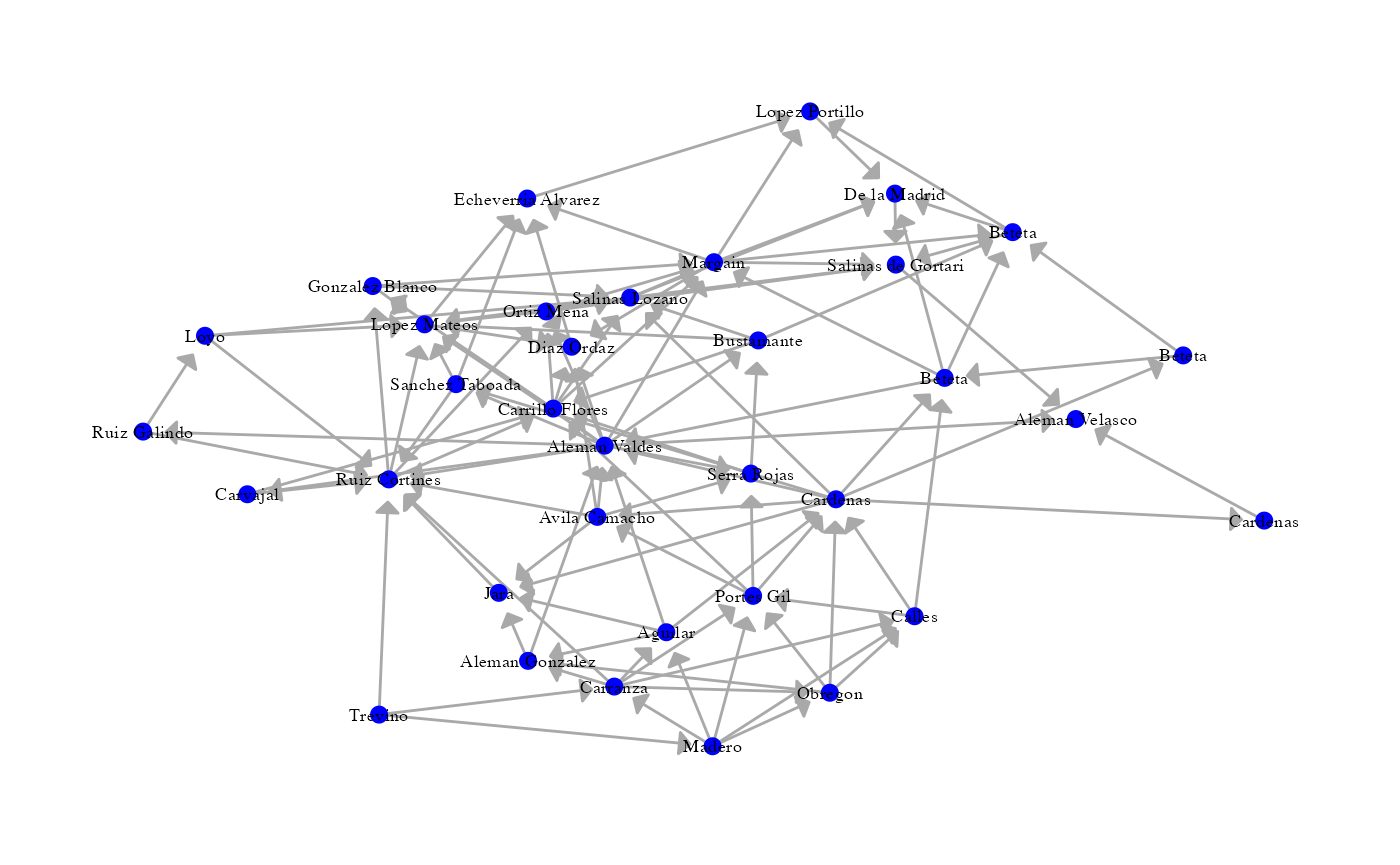 Lopez Portillo
De la Madrid
Echeverria Alvarez
Beteta
Margain
Salinas de Gortari
Gonzalez Blanco
Salinas Lozano
Ortiz Mena
Lopez Mateos
Loyo
Bustamante
Diaz Ordaz
Beteta
Beteta
Sanchez Taboada
Carrillo Flores
Aleman Velasco
Ruiz Galindo
Aleman Valdes
Serra Rojas
Ruiz Cortines
Carvajal
Cardenas
Avila Camacho
Cardenas
Jara
Portes Gil
Calles
Aguilar
Aleman Gonzalez
Carranza
Obregon
Trevino
Madero